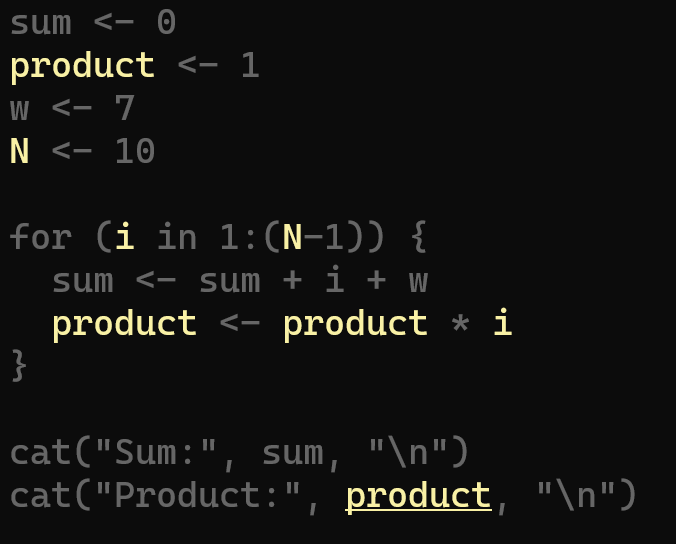 sum <- 0
product <- 1
w <- 7
N <- 10
for (i in 1:(N-1)) {
  sum <- sum + i + w
  product <- product * i
}
cat("Sum:", sum, "\n")
cat("Product:", product, "\n")